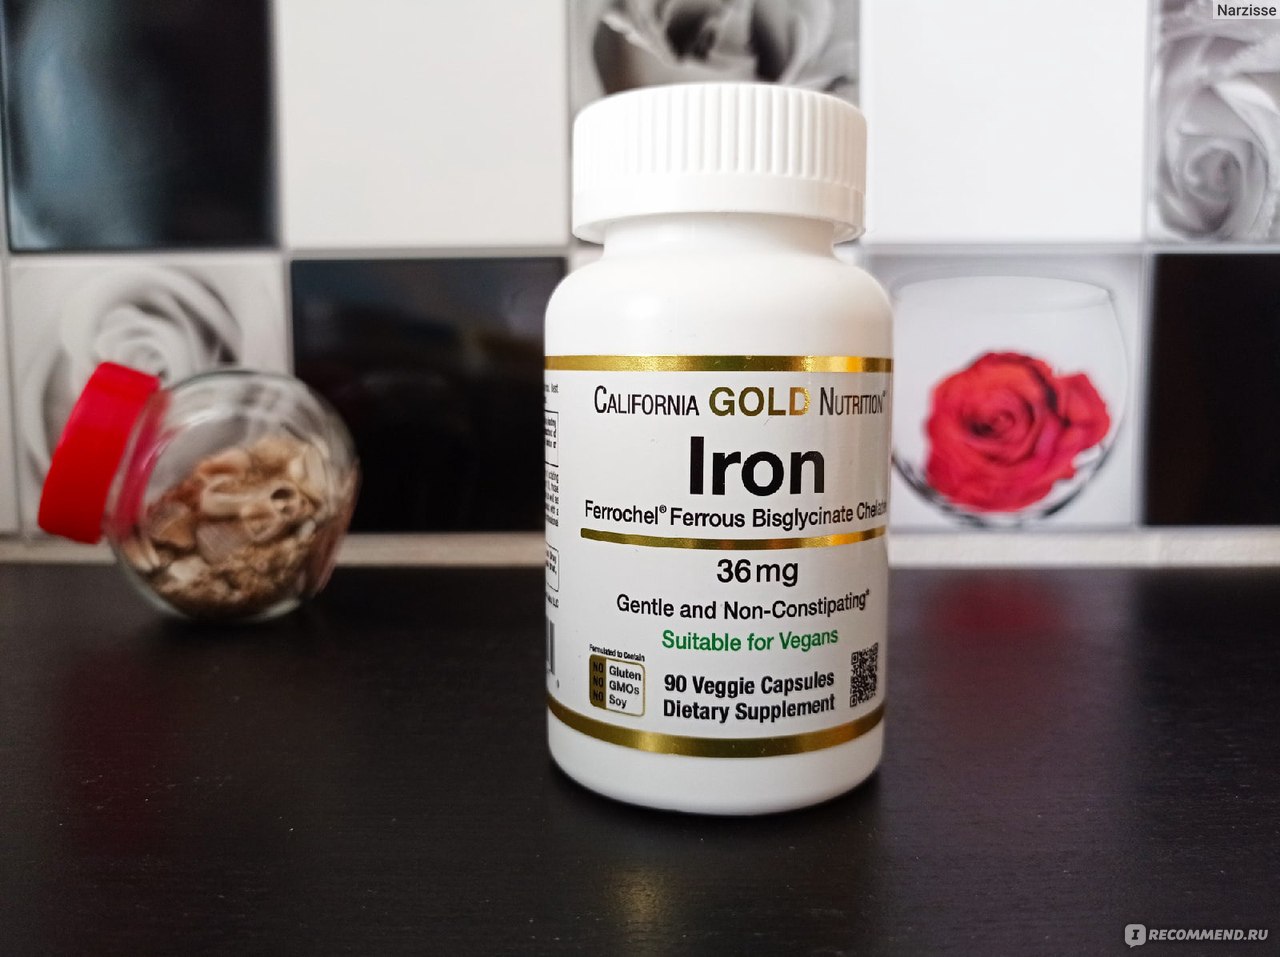 Narzisse
CALIFORNIA GOLD NUTRITION®
Iron
Ferrochel® Ferrous Bisglycinate Chelate
36 mg
Gentle and Non-Constipating*
Suitable for Vegans
Formulated to Contain
NO Gluten
NO GMOs
NO Soy
90 Veggie Capsules
Dietary Supplement
IRECOMMEND.RU